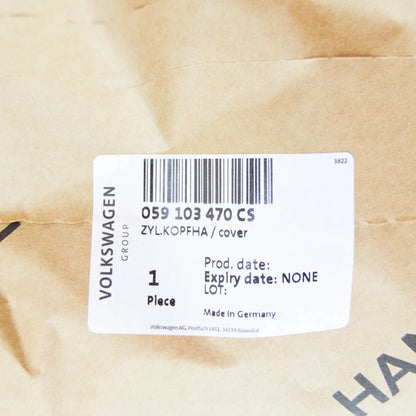 3822
VOLKSWAGEN
GROUP
059 103 470 CS
ZYL.KOPFHA / cover
1
Piece
Prod. date:
Expiry date: NONE
LOT:
Made In Germany
Volkswagen AG, Postfach 1451, 34219 Baunatal
HAN